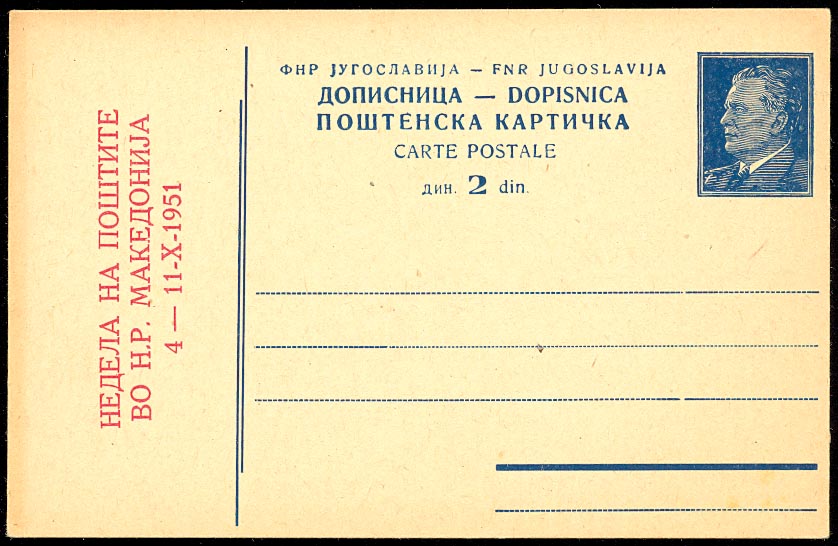 ФНР ЈУГОСЛАВИЈА — FNR JUGOSLAVIJA
ДОПИСНИЦА — DOPISNICA
ПОШТЕНСКА КАРТИЧКА
CARTE POSTALE
ДИН. 2 din.
НЕДЕЛА НА ПОШТИТЕ
ВО Н.Р. МАКЕДОНИЈА
4 — 11-X-1951